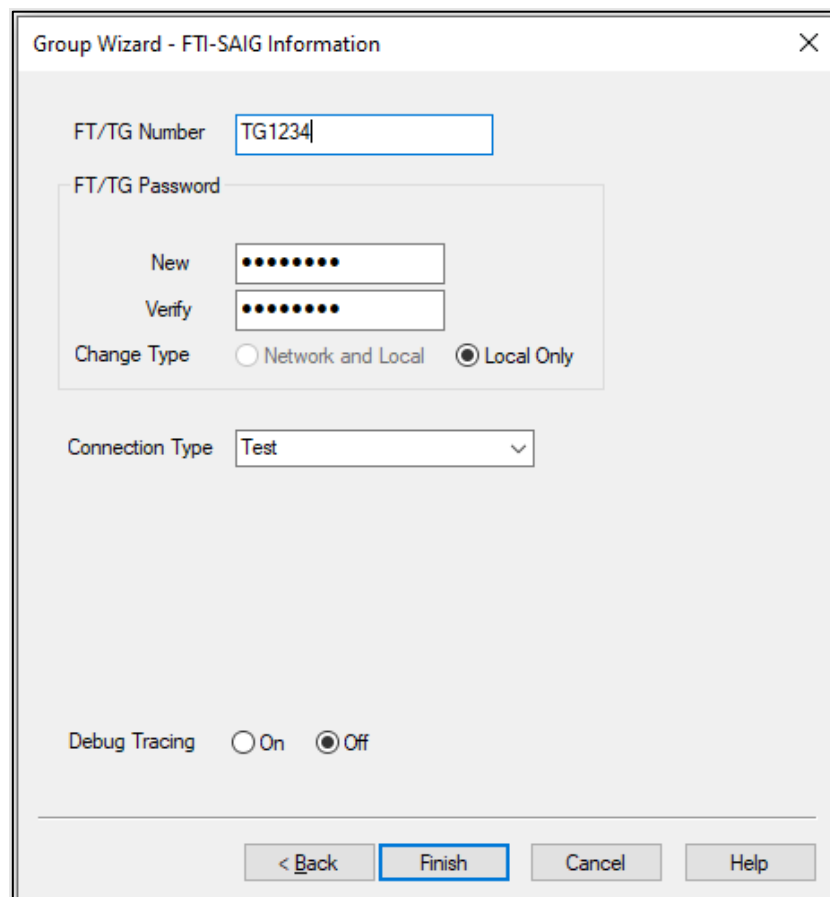 Group Wizard - FTI-SAIG Information
FT/TG Number TG1234
FT/TG Password
New ••••••••
Verify ••••••••
Change Type Network and Local Local Only
Connection Type Test
Debug Tracing On Off
< Back Finish Cancel Help